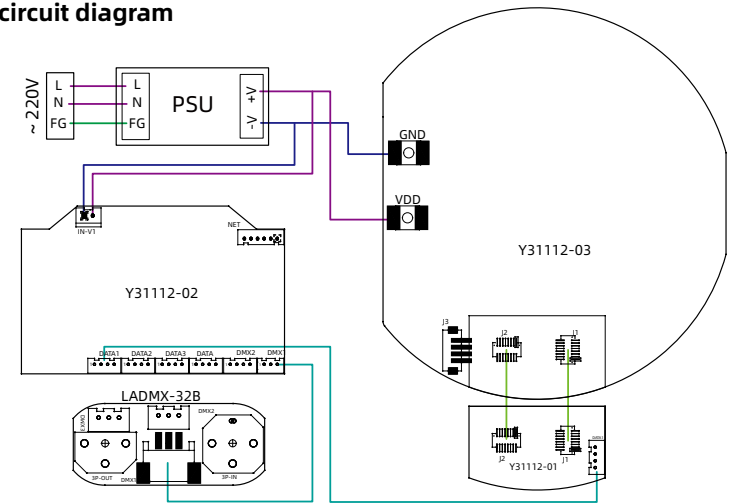 circuit diagram
~ 220V
L
N
FG
L
N
FG
PSU
+V
-V
GND
VDD
IN-V1
NET
Y31112-02
Y31112-03
DATA1
DATA2
DATA3
DATA
DMX2
DMX1
J3
J2
J1
LADMX-32B
DMX2
3P-OUT
DMX1
3P-IN
J2
J1
Y31112-01